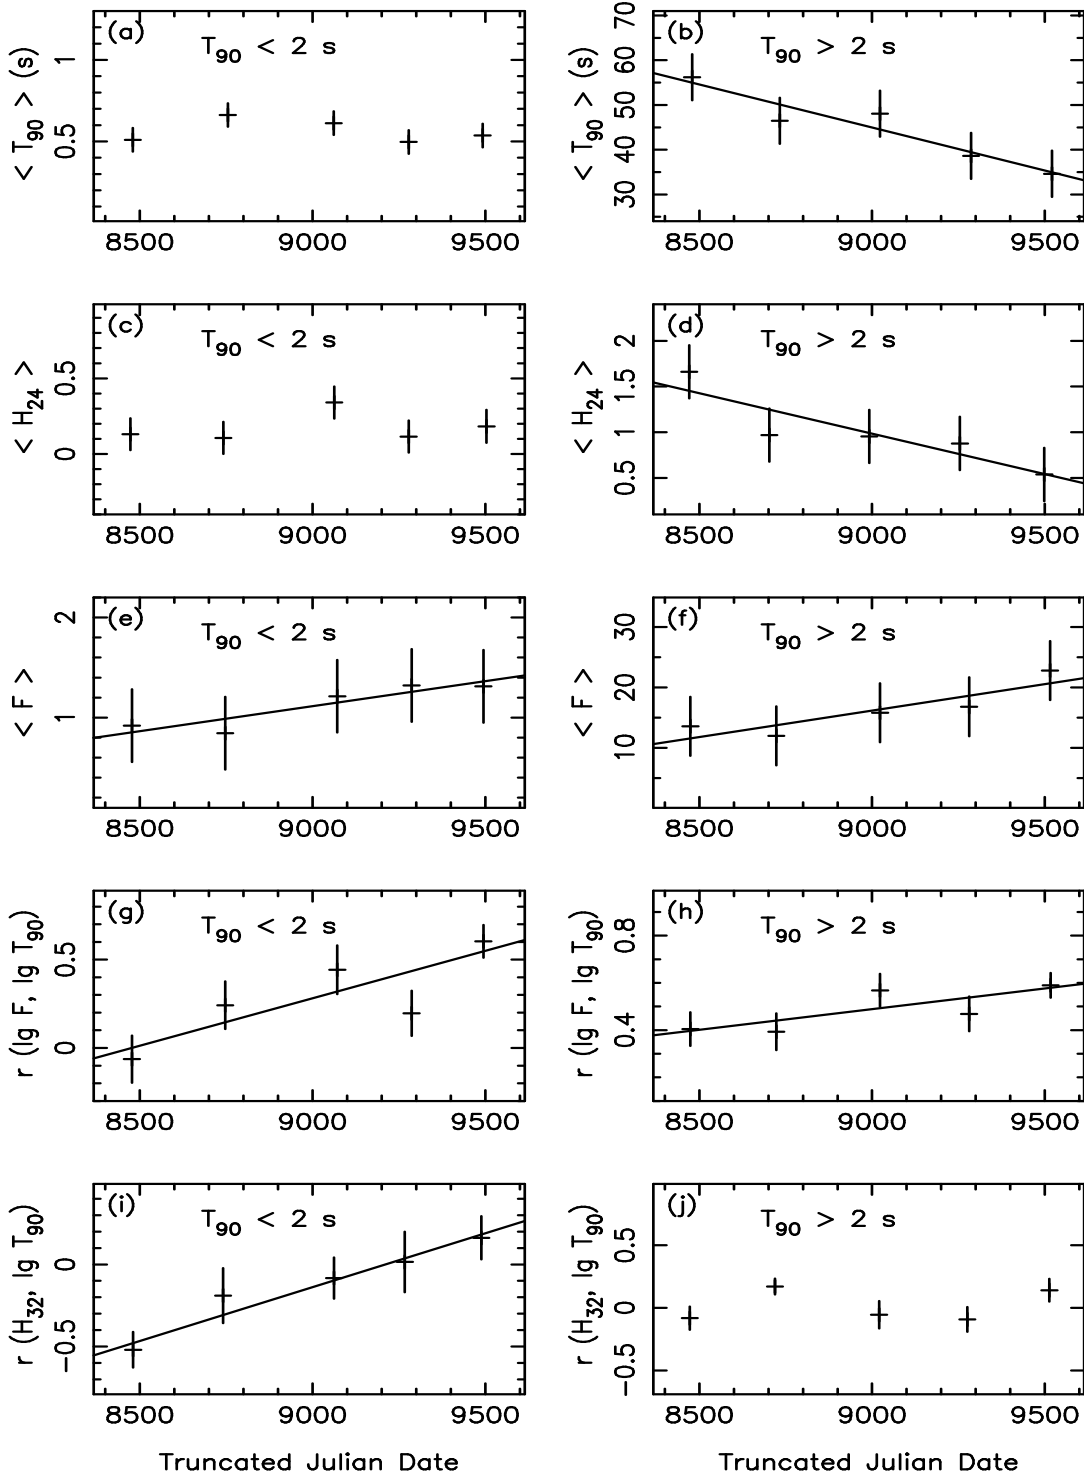 (a) T90 < 2 s
< T90 > (s)
0.5 1
8500 9000 9500
(b) T90 > 2 s
< T90 > (s)
30 40 50 60 70
8500 9000 9500
(c) T90 < 2 s
< H24 >
0 0.5
8500 9000 9500
(d) T90 > 2 s
< H24 >
0.5 1 1.5 2
8500 9000 9500
(e) T90 < 2 s
< F >
1 2
8500 9000 9500
(f) T90 > 2 s
< F >
10 20 30
8500 9000 9500
(g) T90 < 2 s
r (lg F, lg T90)
0 0.5
8500 9000 9500
(h) T90 > 2 s
r (lg F, lg T90)
0.4 0.8
8500 9000 9500
(i) T90 < 2 s
r (H32, lg T90)
−0.5 0
8500 9000 9500
Truncated Julian Date
(j) T90 > 2 s
r (H32, lg T90)
−0.5 0 0.5
8500 9000 9500
Truncated Julian Date